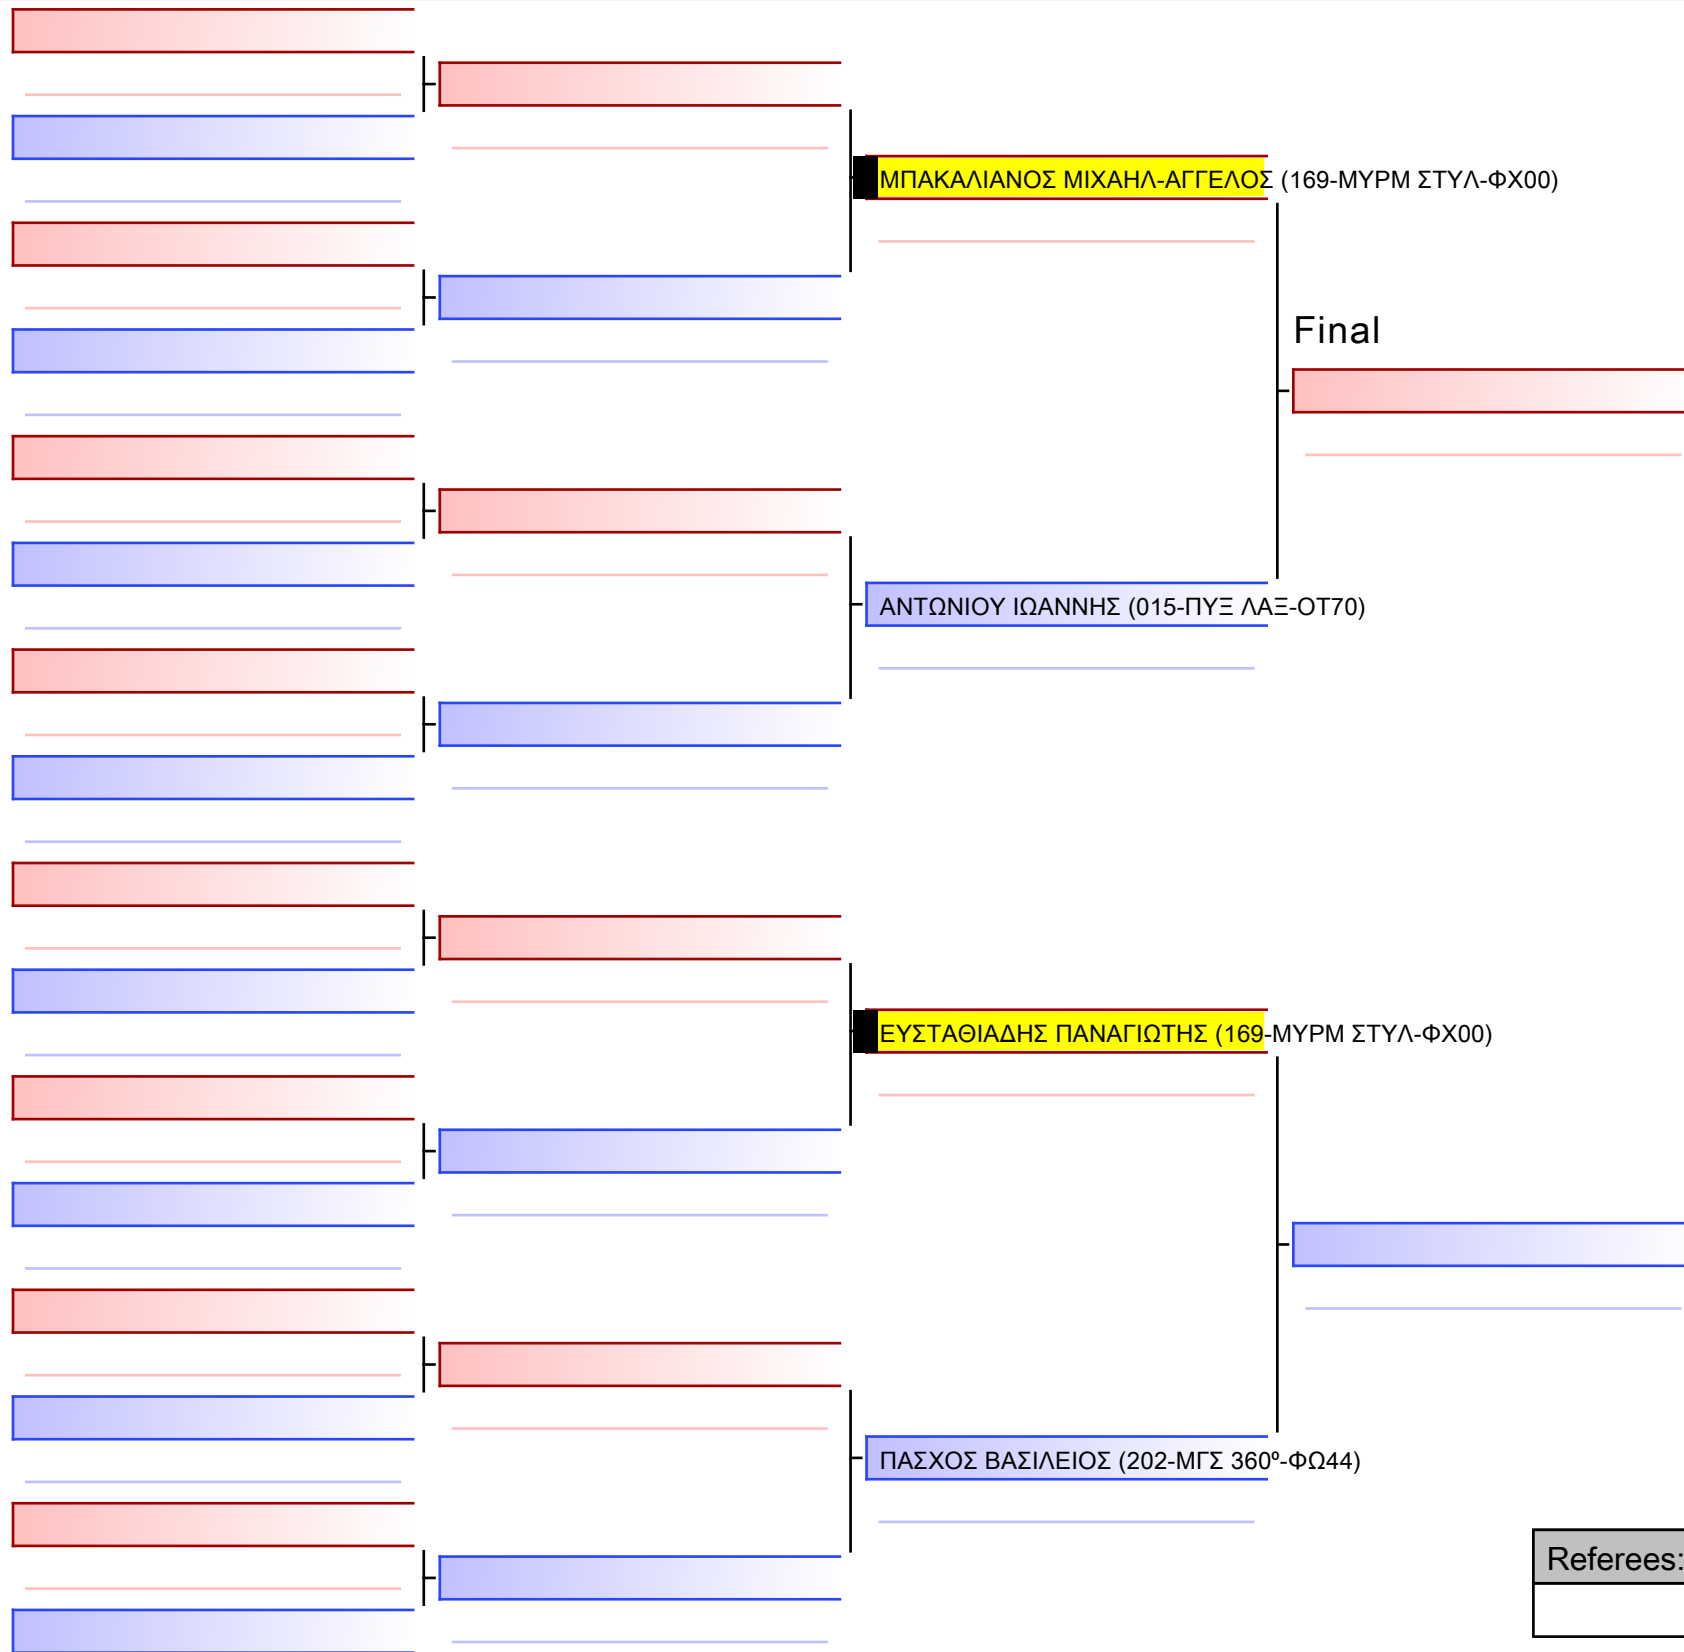 ΜΠΑΚΑΛΙΑΝΟΣ ΜΙΧΑΗΛ-ΑΓΓΕΛΟΣ (169-ΜΥΡΜ ΣΤΥΛ-ΦΧ00)
Final
ΑΝΤΩΝΙΟΥ ΙΩΑΝΝΗΣ (015-ΠΥΞ ΛΑΞ-ΟΤ70)
ΕΥΣΤΑΘΙΑΔΗΣ ΠΑΝΑΓΙΩΤΗΣ (169-ΜΥΡΜ ΣΤΥΛ-ΦΧ00)
ΠΑΣΧΟΣ ΒΑΣΙΛΕΙΟΣ (202-ΜΓΣ 360º-ΦΩ44)
Referees: